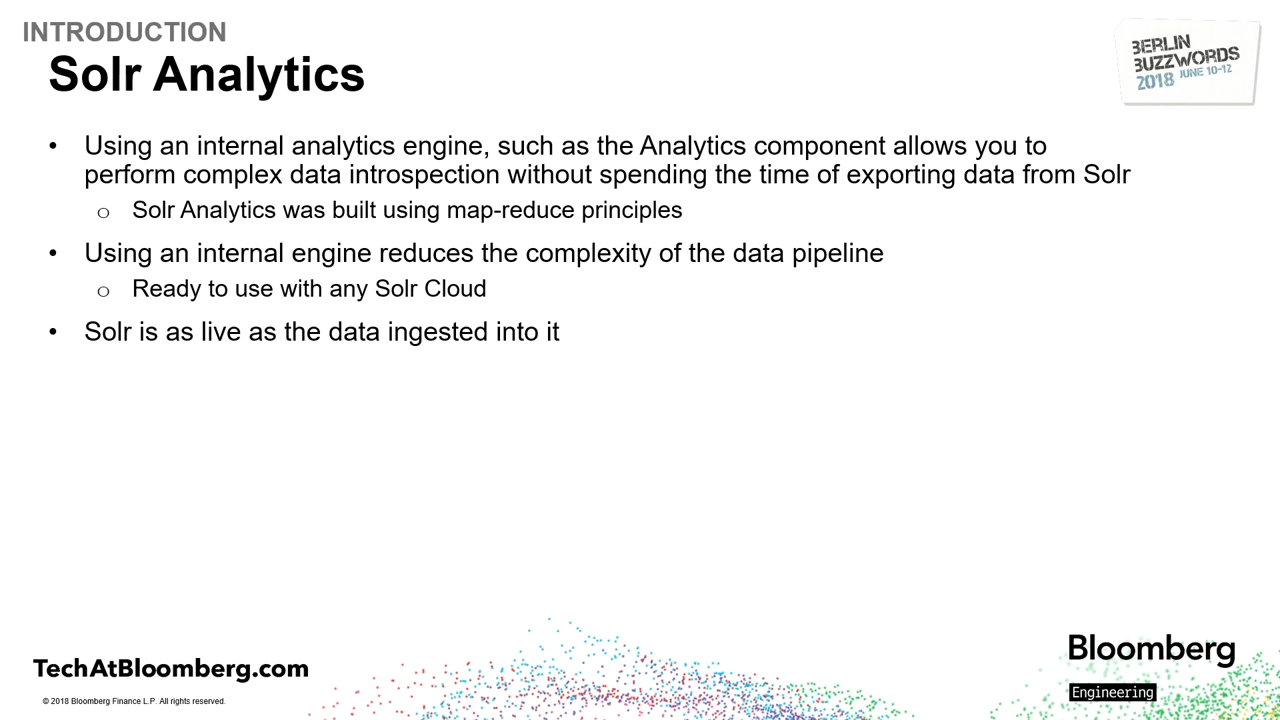 INTRODUCTION
Solr Analytics
BERLIN
BUZZWORDS
2018 JUNE 10-12
• Using an internal analytics engine, such as the Analytics component allows you to
perform complex data introspection without spending the time of exporting data from Solr
o Solr Analytics was built using map-reduce principles
• Using an internal engine reduces the complexity of the data pipeline
o Ready to use with any Solr Cloud
• Solr is as live as the data ingested into it
TechAtBloomberg.com
© 2018 Bloomberg Finance L.P. All rights reserved.
Bloomberg
Engineering